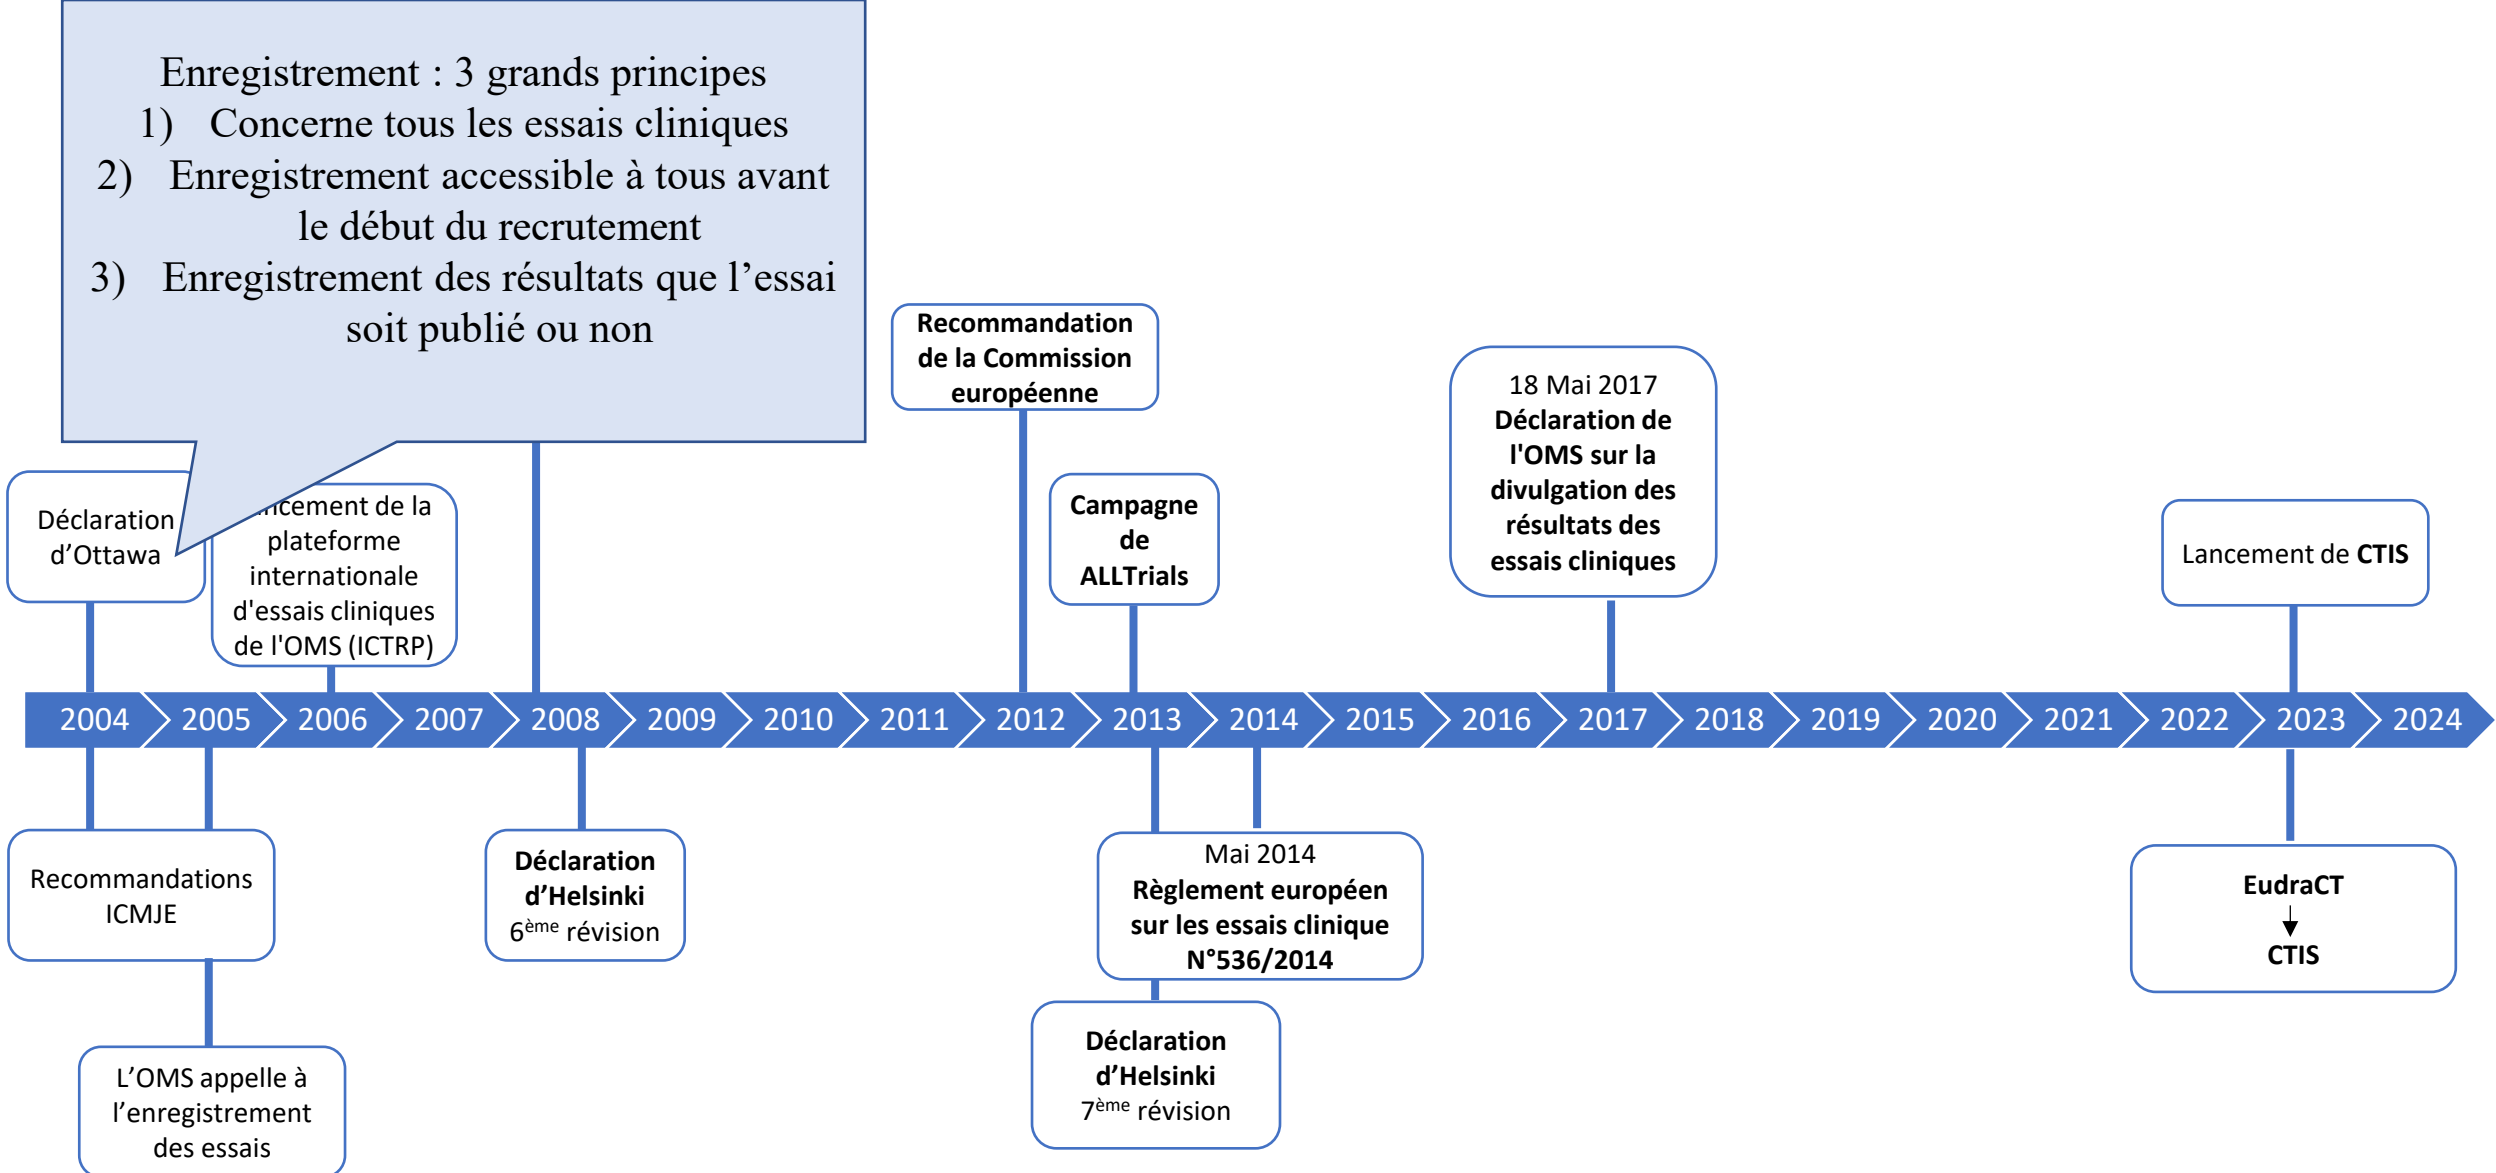 Enregistrement : 3 grands principes
1) Concerne tous les essais cliniques
2) Enregistrement accessible à tous avant
le début du recrutement
3) Enregistrement des résultats que l’essai
soit publié ou non
Recommandation
de la Commission
européenne
18 Mai 2017
Déclaration de
l'OMS sur la
divulgation des
résultats des
essais cliniques
Déclaration
d’Ottawa
de la
plateforme
internationale
d'essais cliniques
de l'OMS (ICTRP)
Campagne
de
ALLTrials
Lancement de CTIS
2004 2005 2006 2007 2008 2009 2010 2011 2012 2013 2014 2015 2016 2017 2018 2019 2020 2021 2022 2023 2024
Recommandations
ICMJE
Déclaration
d’Helsinki
6ème révision
Mai 2014
Règlement européen
sur les essais clinique
N°536/2014
EudraCT
CTIS
Déclaration
d’Helsinki
7ème révision
L’OMS appelle à
l’enregistrement
des essais